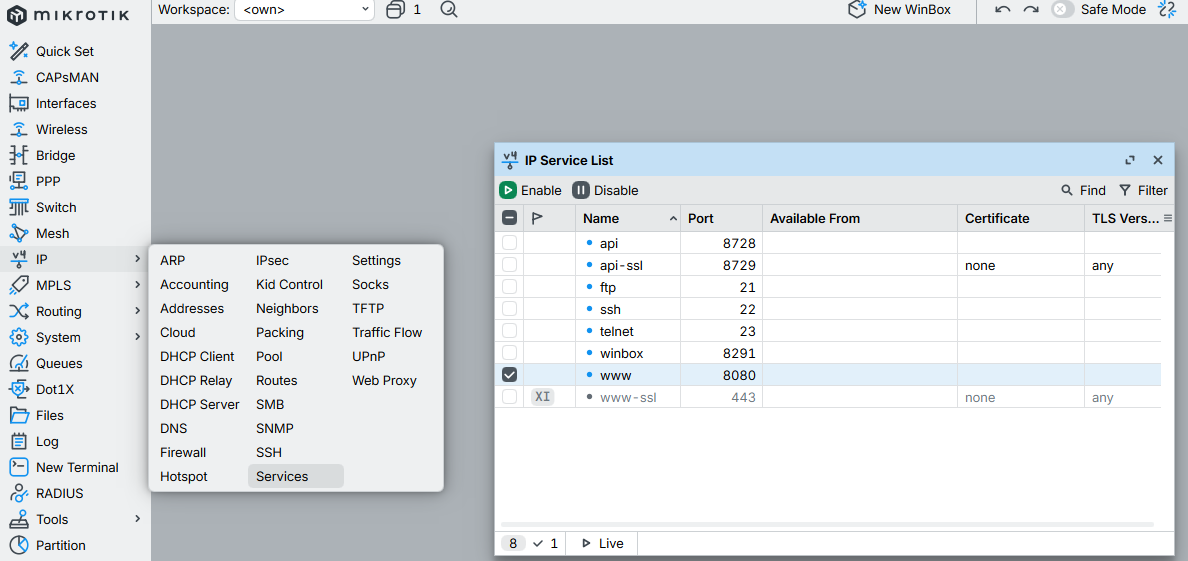 MIKROTIK
Workspace: <own> 1 New WinBox Safe Mode
Quick Set
CAPsMAN
Interfaces
Wireless
Bridge
PPP
Switch
Mesh
IP
MPLS
Routing
System
Queues
Dot1X
Files
Log
New Terminal
RADIUS
Tools
Partition
ARP IPsec Settings
Accounting Kid Control Socks
Addresses Neighbors TFTP
Cloud Packing Traffic Flow
DHCP Client Pool UPnP
DHCP Relay Routes Web Proxy
DHCP Server SMB
DNS SNMP
Firewall SSH
Hotspot Services
v4 IP Service List
Enable Disable Find Filter
Name Port Available From Certificate TLS Vers...
api 8728
api-ssl 8729 none any
ftp 21
ssh 22
telnet 23
winbox 8291
www 8080
XI www-ssl 443 none any
8 1 Live